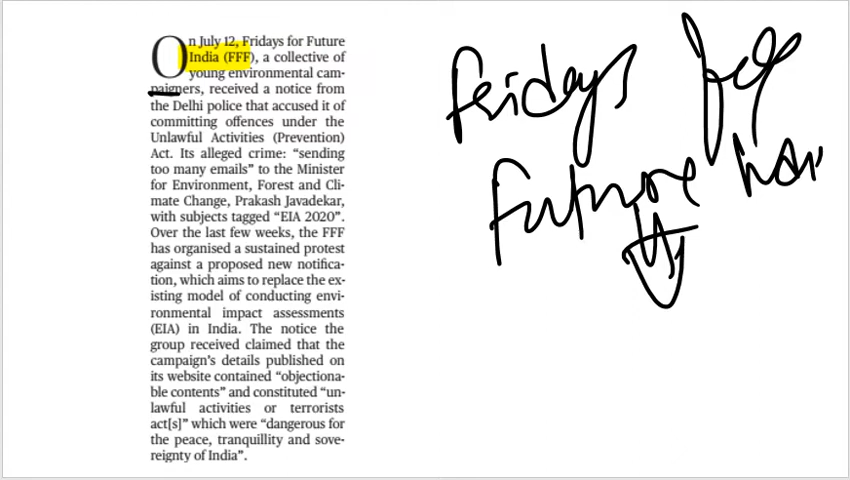 On July 12, Fridays for Future
India (FFF), a collective of
young environmental cam-
paigners, received a notice from
the Delhi police that accused it of
committing offences under the
Unlawful Activities (Prevention)
Act. Its alleged crime: “sending
too many emails” to the Minister
for Environment, Forest and Cli-
mate Change, Prakash Javadekar,
with subjects tagged “EIA 2020”.
Over the last few weeks, the FFF
has organised a sustained protest
against a proposed new notifica-
tion, which aims to replace the ex-
isting model of conducting envi-
ronmental impact assessments
(EIA) in India. The notice the
group received claimed that the
campaign’s details published on
its website contained “objectiona-
ble contents” and constituted “un-
lawful activities or terrorists
act[s]” which were “dangerous for
the peace, tranquillity and sove-
reignty of India”.
Fridays for
Future